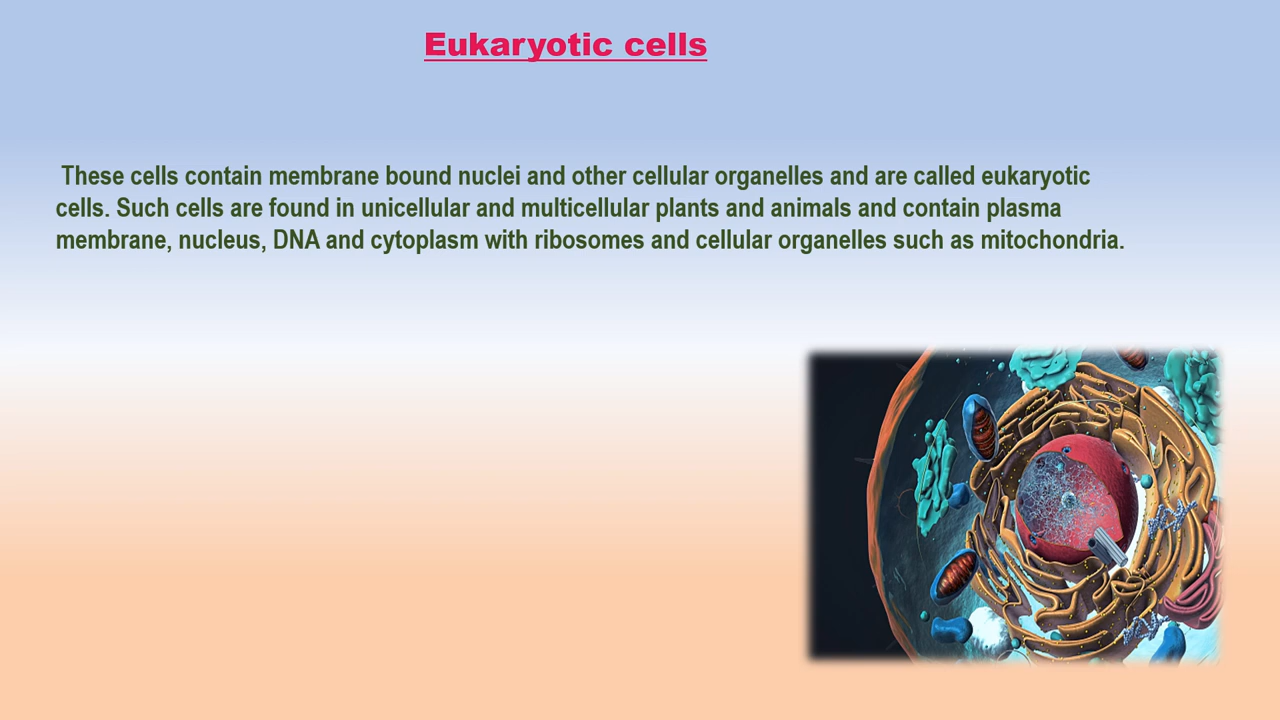 Eukaryotic cells
These cells contain membrane bound nuclei and other cellular organelles and are called eukaryotic
cells. Such cells are found in unicellular and multicellular plants and animals and contain plasma
membrane, nucleus, DNA and cytoplasm with ribosomes and cellular organelles such as mitochondria.